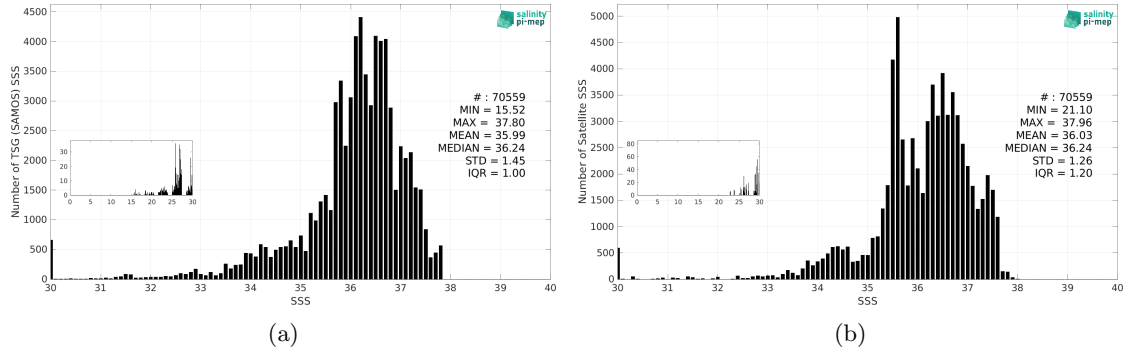 4500
4000
3500
3000
2500
2000
1500
1000
500
0
Number of TSG (SAMOS) SSS
30 31 32 33 34 35 36 37 38 39 40
SSS
salinity
pi-mep
# : 70559
MIN = 15.52
MAX = 37.80
MEAN = 35.99
MEDIAN = 36.24
STD = 1.45
IQR = 1.00
30
20
10
0
0 5 10 15 20 25 30
(a)
5000
4500
4000
3500
3000
2500
2000
1500
1000
500
0
Number of Satellite SSS
30 31 32 33 34 35 36 37 38 39 40
SSS
salinity
pi-mep
# : 70559
MIN = 21.10
MAX = 37.96
MEAN = 36.03
MEDIAN = 36.24
STD = 1.26
IQR = 1.20
80
60
40
20
0
0 5 10 15 20 25 30
(b)